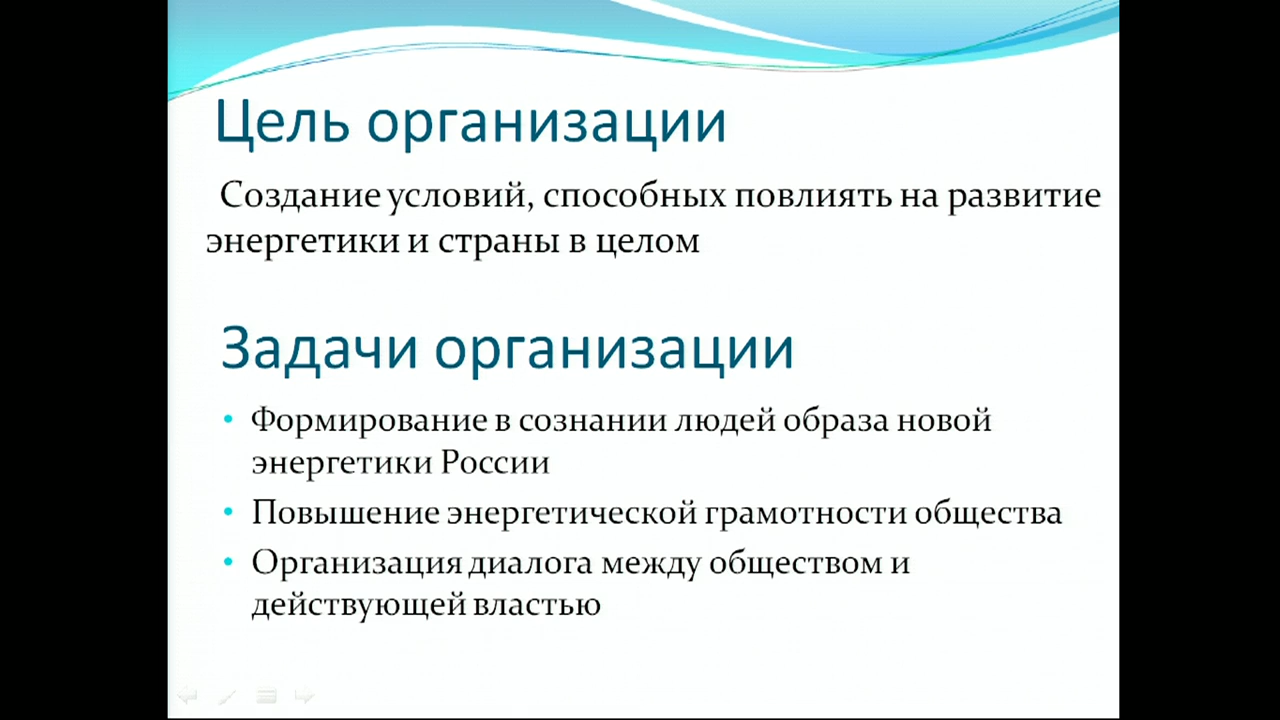 Цель организации
Создание условий, способных повлиять на развитие
энергетики и страны в целом
Задачи организации
• Формирование в сознании людей образа новой
энергетики России
• Повышение энергетической грамотности общества
• Организация диалога между обществом и
действующей властью